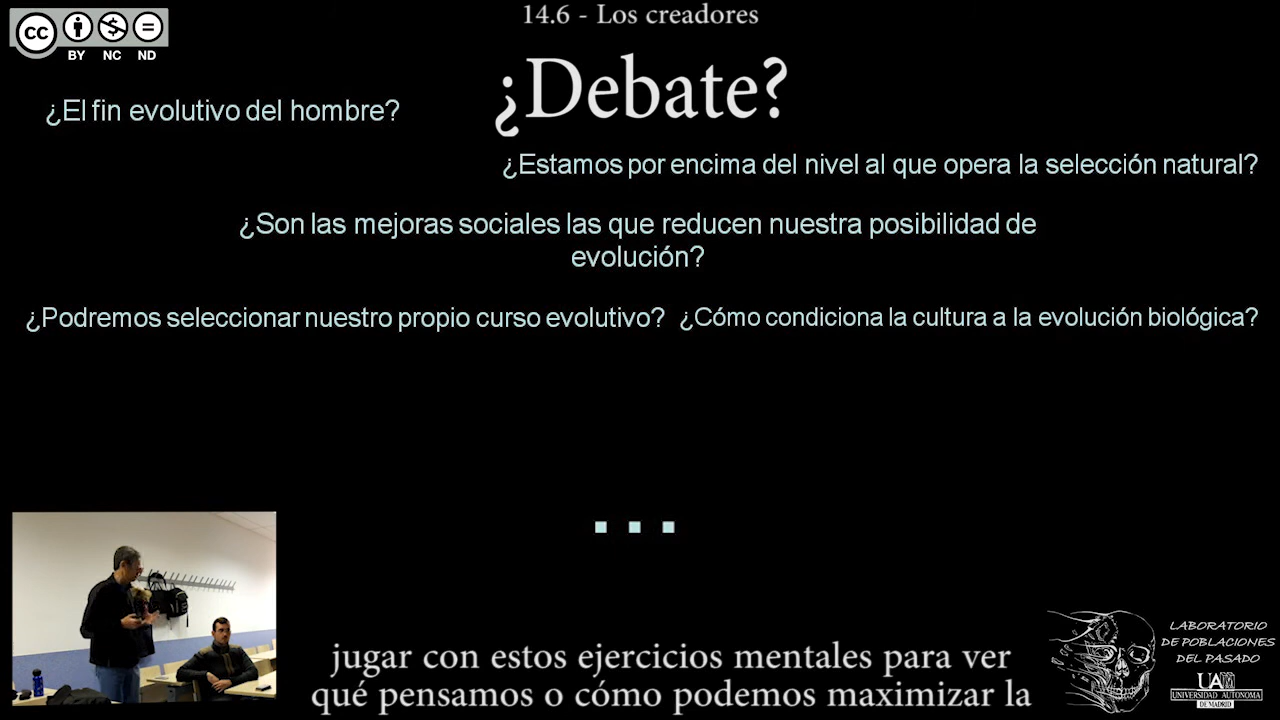 14.6 - Los creadores
CC
BY NC ND
¿Debate?
¿El fin evolutivo del hombre?
¿Estamos por encima del nivel al que opera la selección natural?
¿Son las mejoras sociales las que reducen nuestra posibilidad de
evolución?
¿Podremos seleccionar nuestro propio curso evolutivo?
¿Cómo condiciona la cultura a la evolución biológica?
...
jugar con estos ejercicios mentales para ver
qué pensamos o cómo podemos maximizar la
LABORATORIO
DE POBLACIONES
DEL PASADO
UAM
UNIVERSIDAD AUTONOMA
DE MADRID